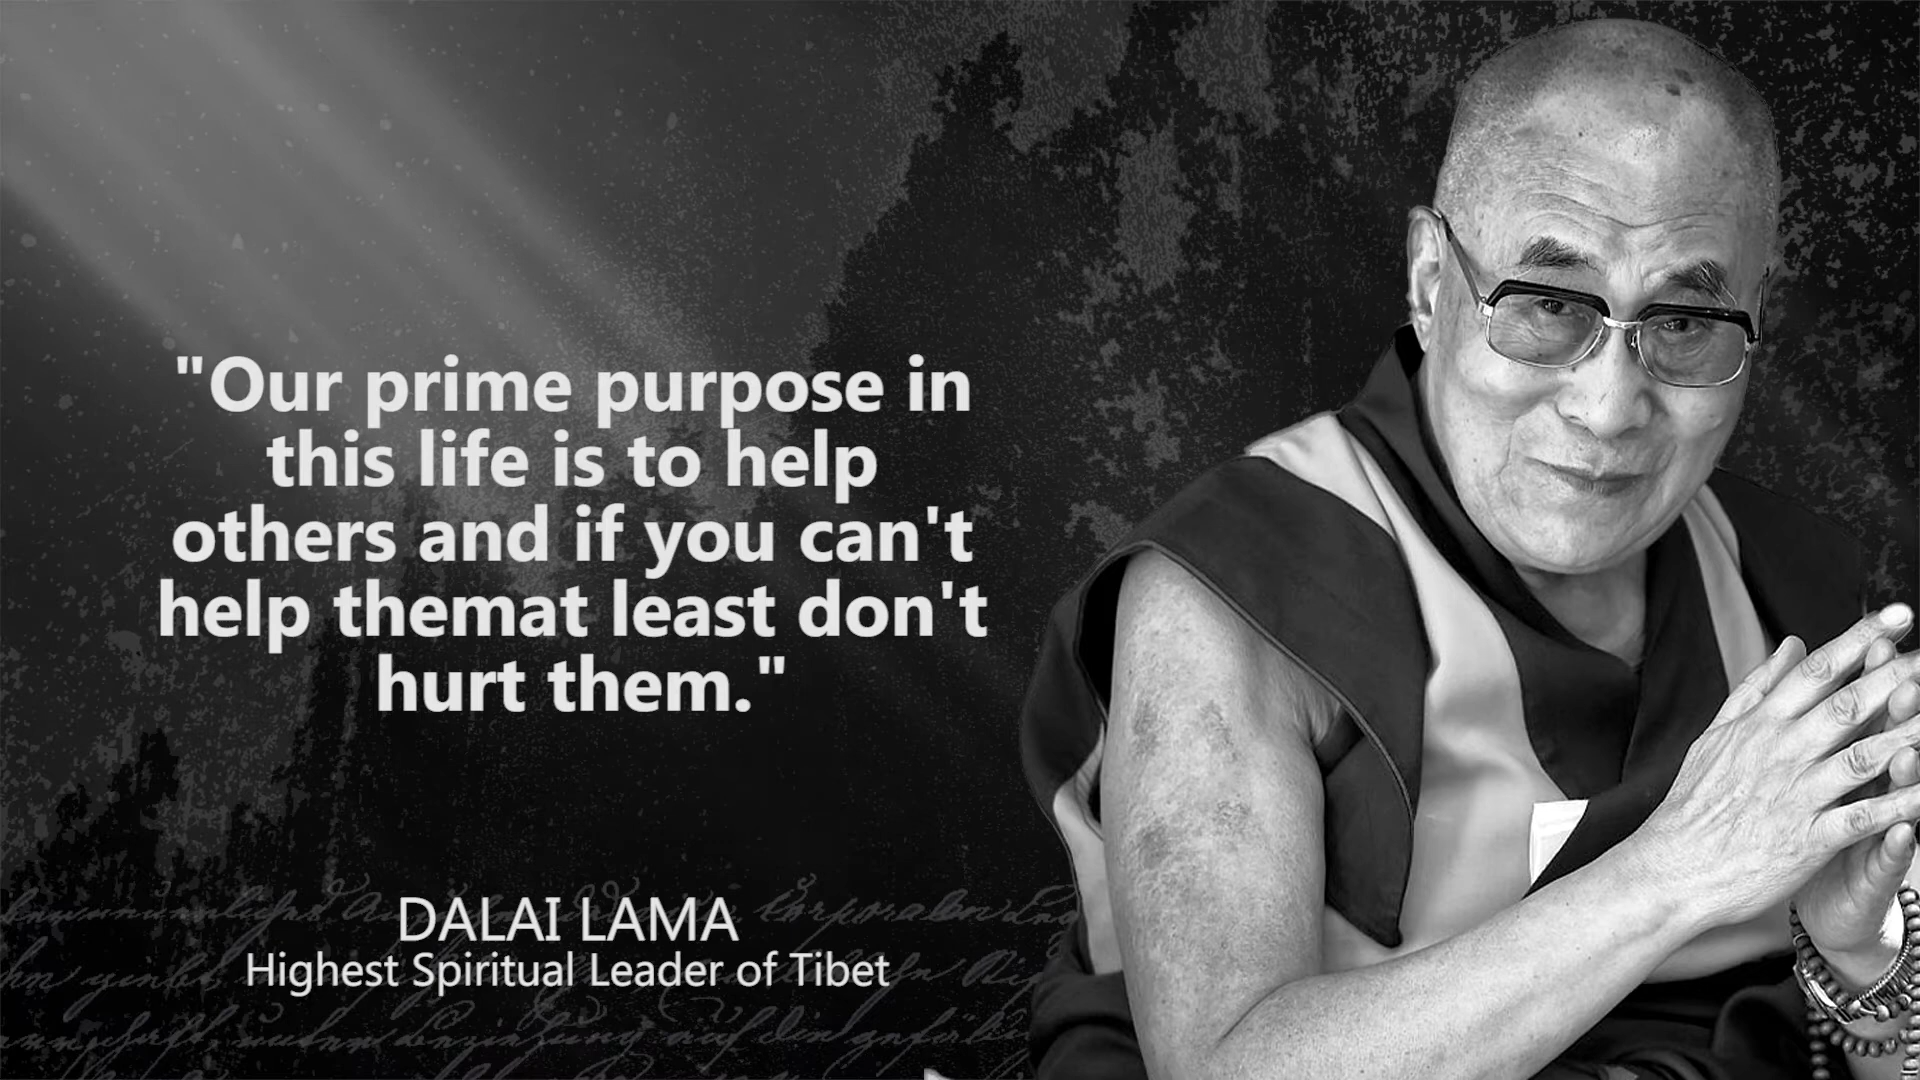 "Our prime purpose in
this life is to help
others and if you can't
help themat least don't
hurt them."
DALAI LAMA
Highest Spiritual Leader of Tibet